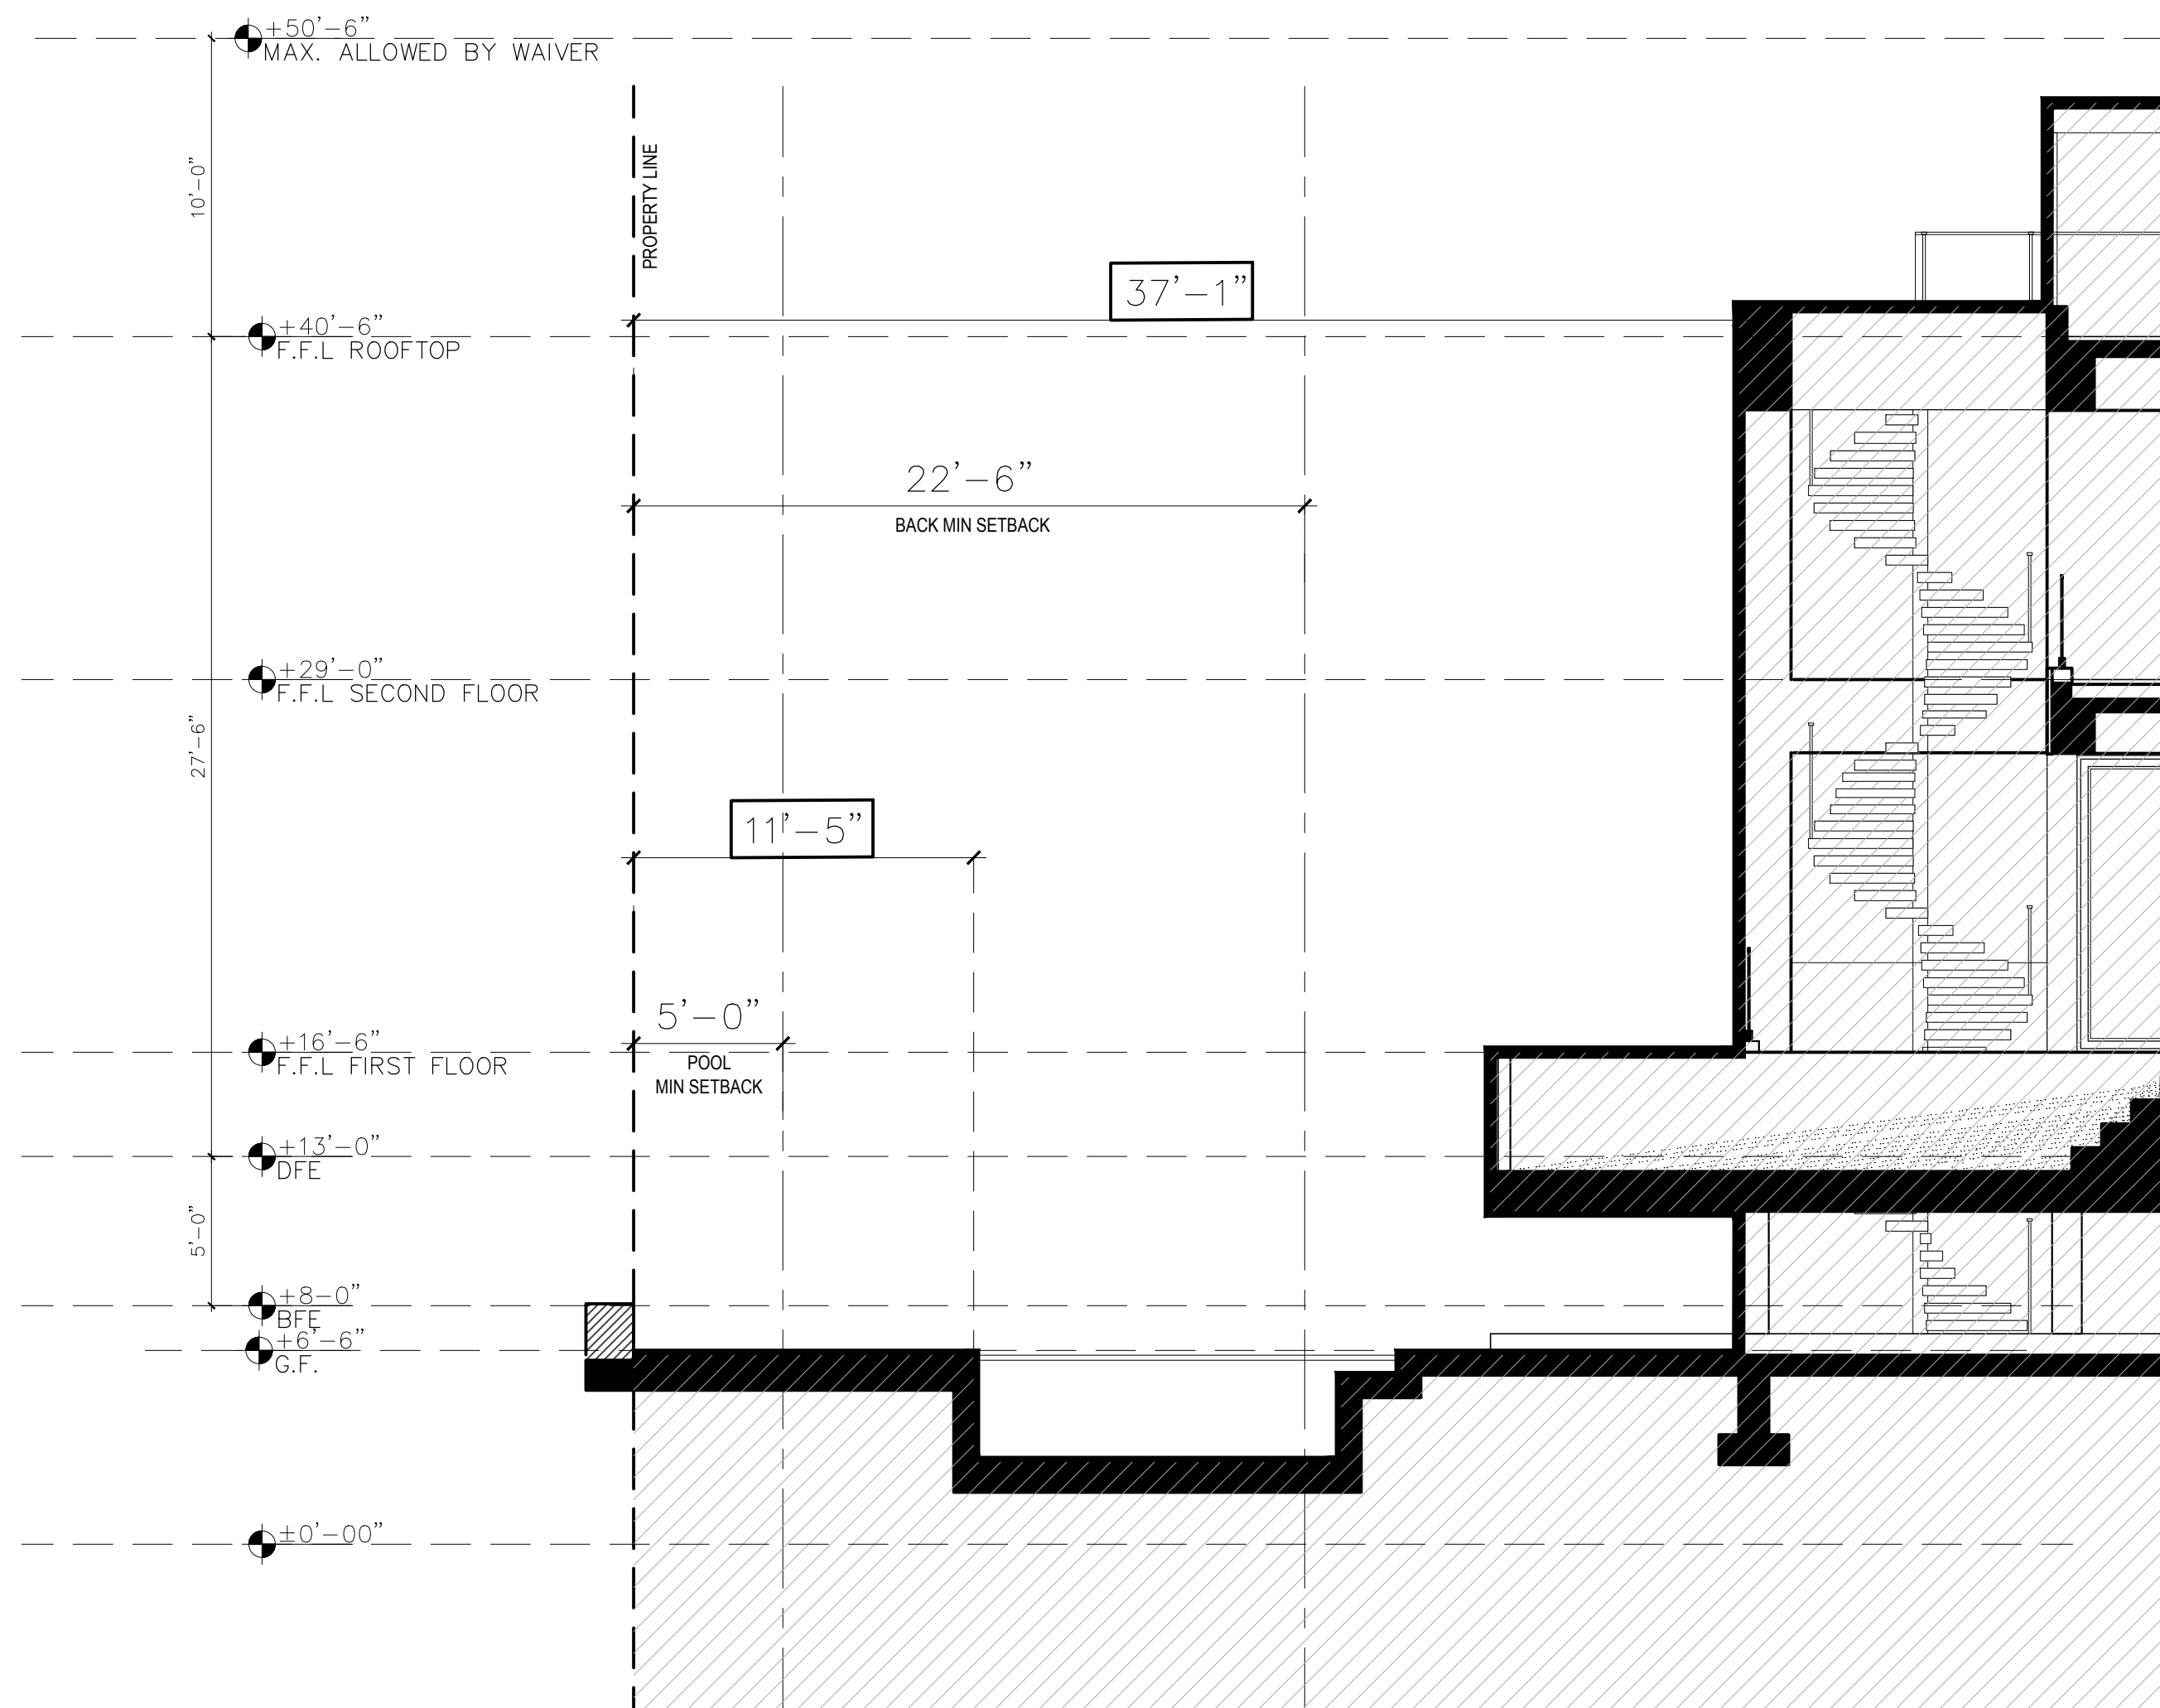 +50'-6"
MAX. ALLOWED BY WAIVER
10'-0"
PROPERTY LINE
37'-1"
+40'-6"
F.F.L ROOFTOP
22'-6"
BACK MIN SETBACK
+29'-0"
F.F.L SECOND FLOOR
27'-6"
11'-5"
5'-0"
POOL
MIN SETBACK
+16'-6"
F.F.L FIRST FLOOR
+13'-0"
DFE
5'-0"
+8'-0"
BFE
+6'-6"
G.F.
±0'-00"